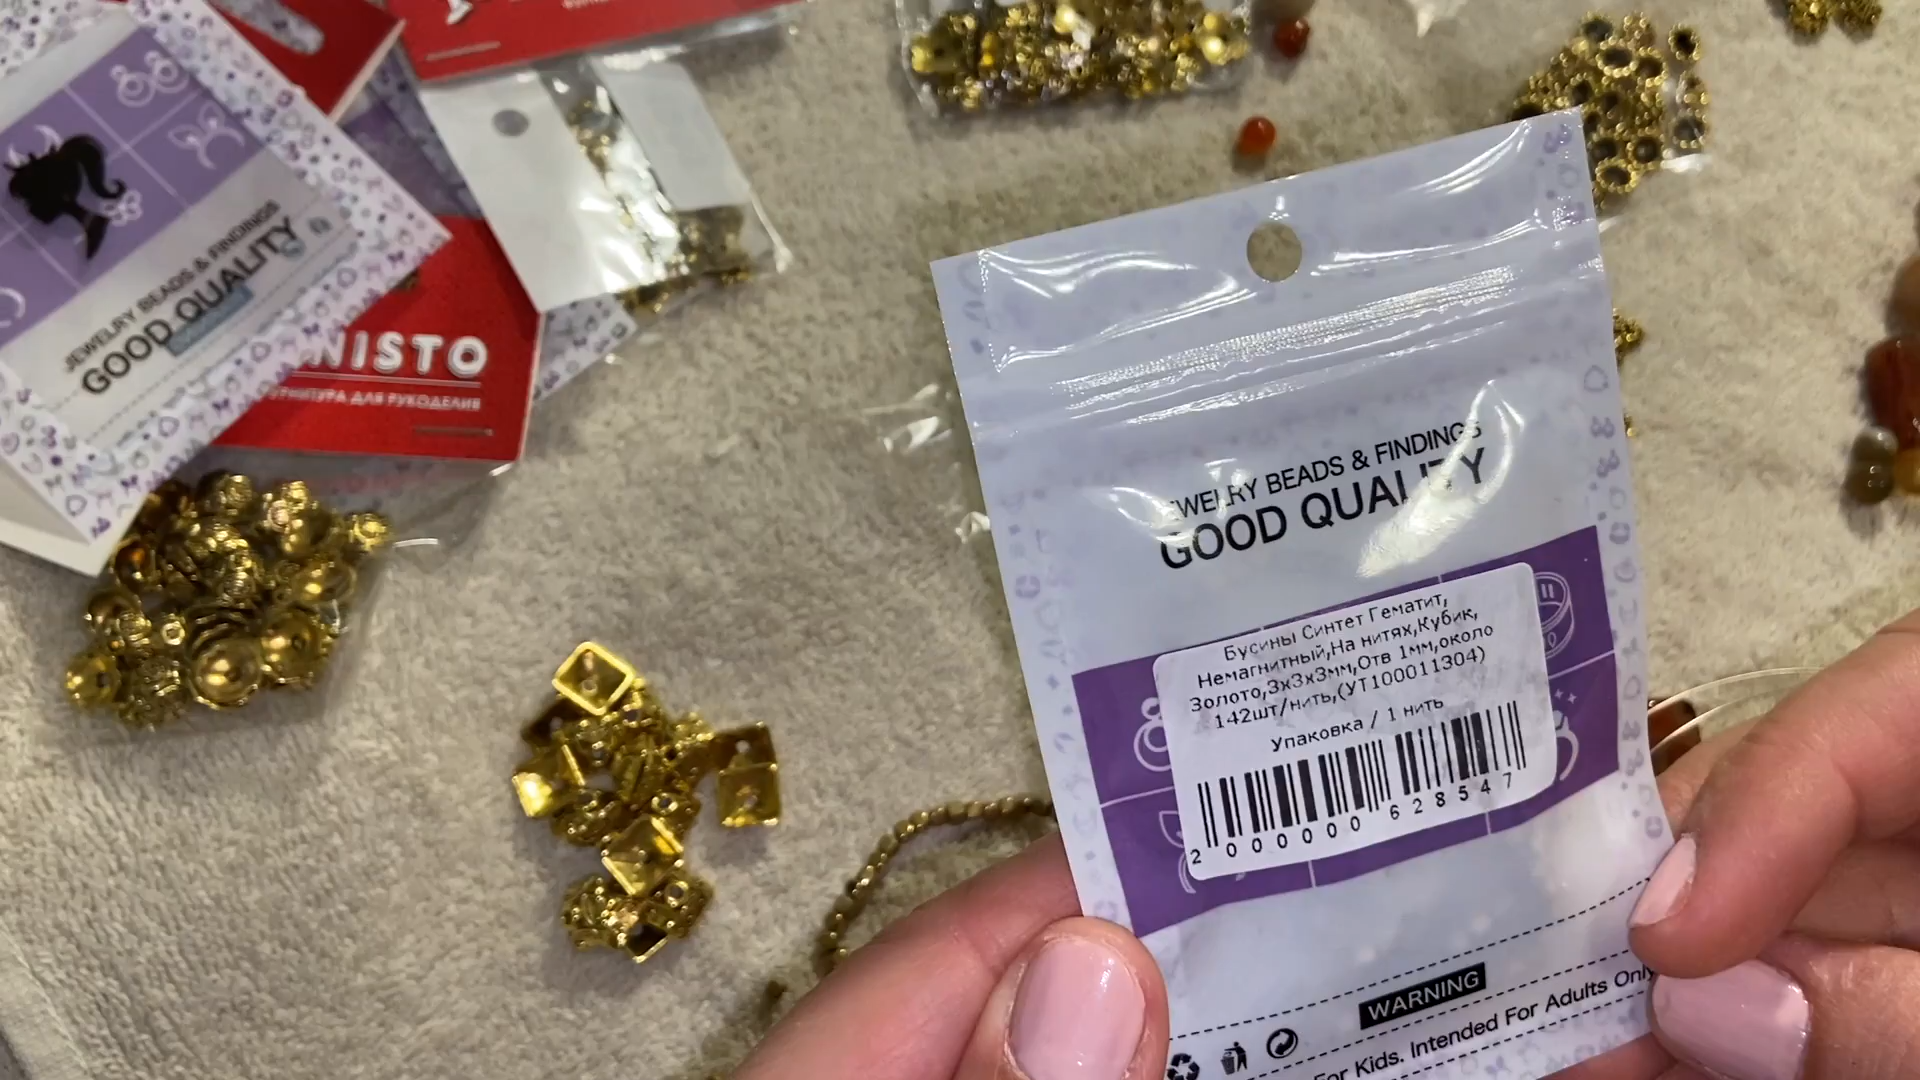 JEWELRY BEADS & FINDINGS
GOOD QUALITY
NISTO
ДЛЯ РУКОДЕЛИЯ
BEADS & FINDINGS
GOOD QUALITY
Бусины Синтет Гематит,
Немагнитный,На нитях,Кубик,
Золото,3х3х3мм,Отв 1мм,около
142шт/нить,(УТ100011304)
Упаковка / 1 нить
2 000000 628547
WARNING
For Kids. Intended For Adults Only